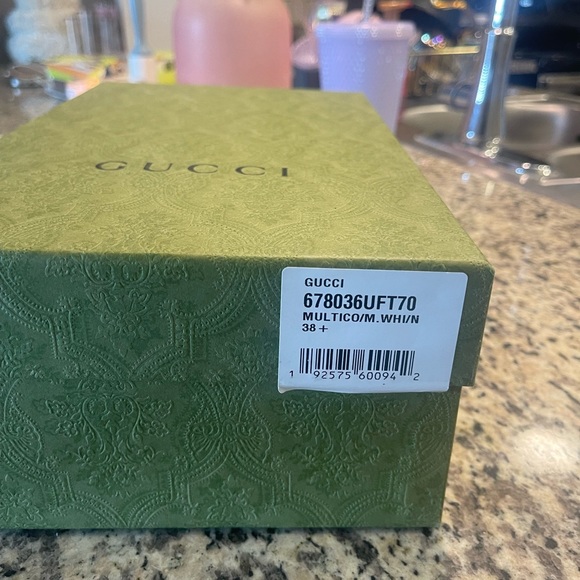 GUCCI
GUCCI
678036UFT70
MULTICO/M.WHI/N
38+
1 92575 60094 2